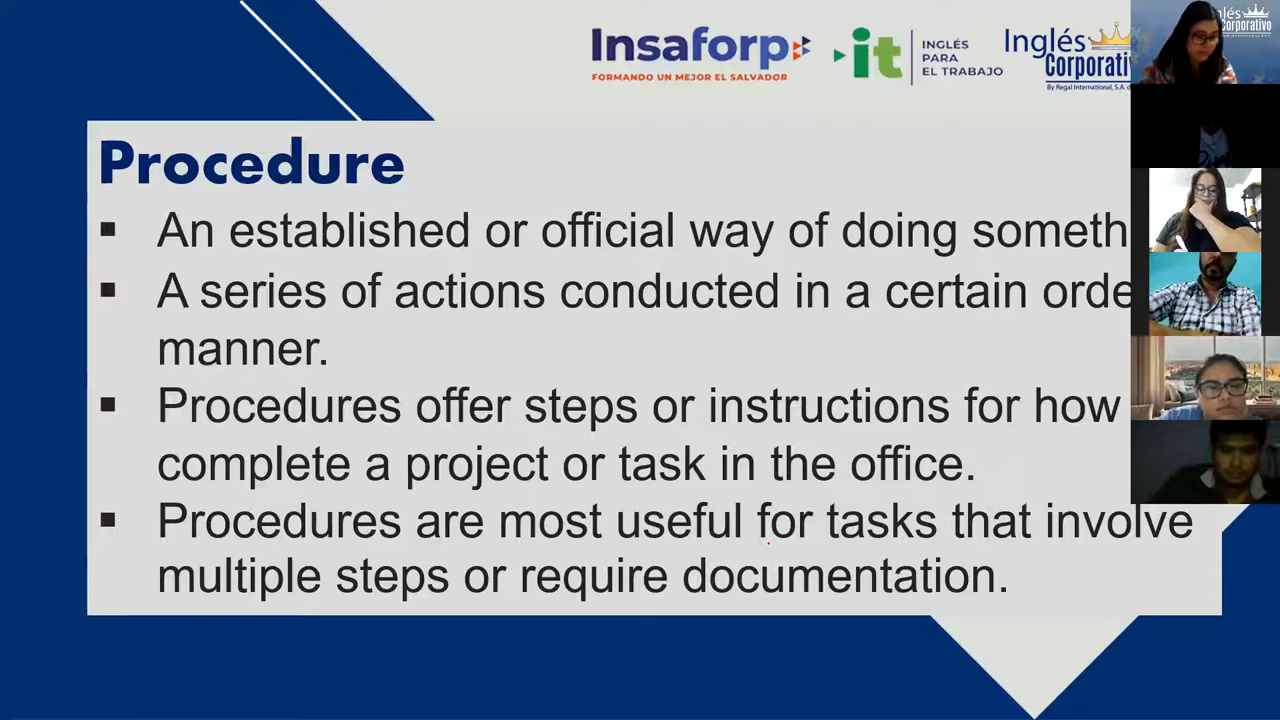 Insaforp
FORMANDO UN MEJOR EL SALVADOR
it
INGLÉS
PARA
EL TRABAJO
Inglés
Corporativ
By Regal International, S.A. d
Procedure
An established or official way of doing someth
A series of actions conducted in a certain orde
manner.
Procedures offer steps or instructions for how
complete a project or task in the office.
Procedures are most useful for tasks that involve
multiple steps or require documentation.